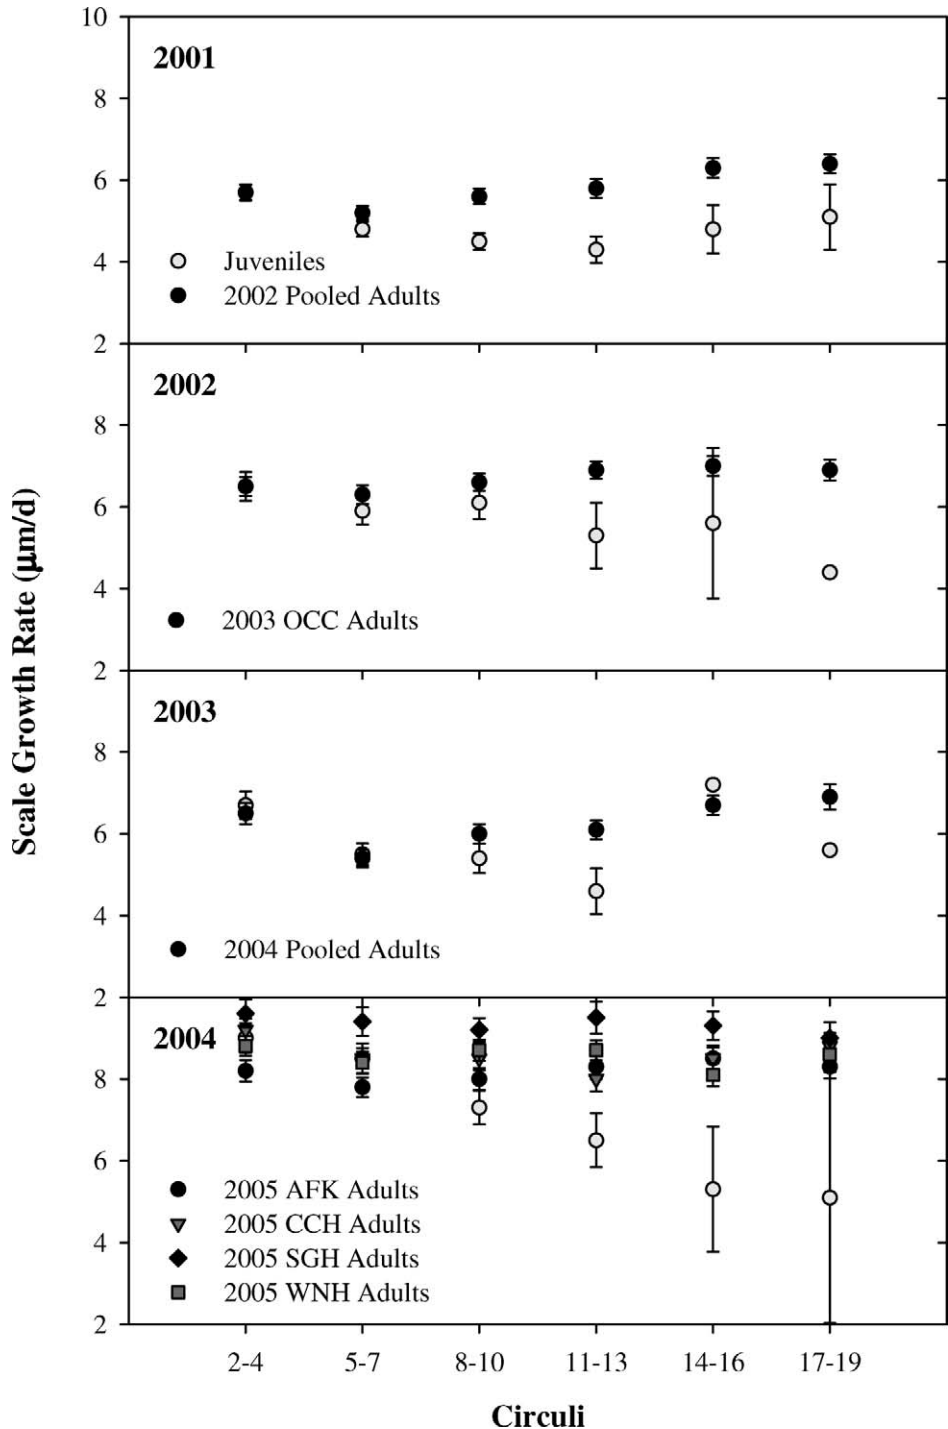 10
2001
8
6
4
Juveniles
2002 Pooled Adults
2
2002
8
6
4
2003 OCC Adults
2
Scale Growth Rate (µm/d)
2003
8
6
4
2004 Pooled Adults
2
2004
8
6
2005 AFK Adults
2005 CCH Adults
4
2005 SGH Adults
2005 WNH Adults
2
2-4 5-7 8-10 11-13 14-16 17-19
Circuli